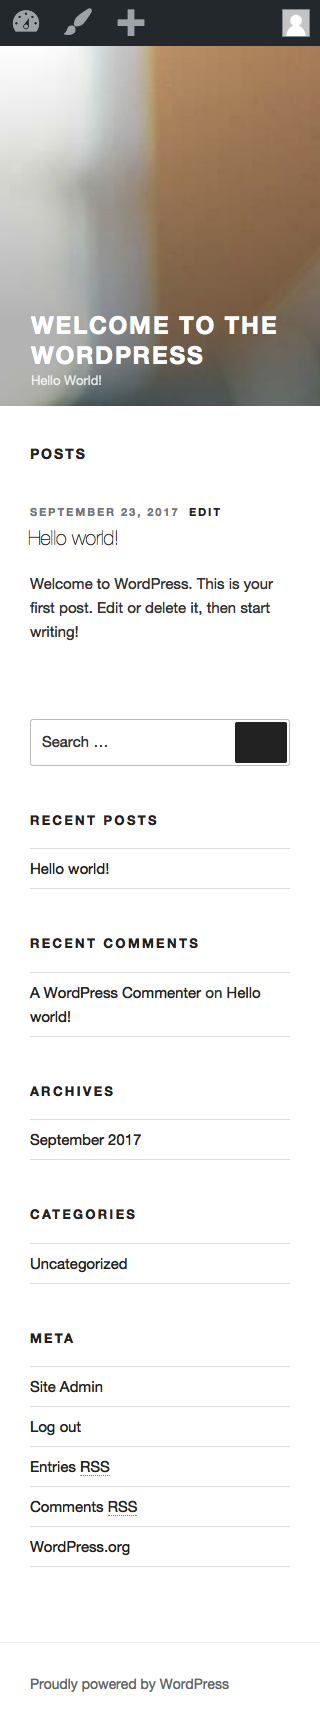 WELCOME TO THE
WORDPRESS
Hello World!
POSTS
SEPTEMBER 23, 2017 EDIT
Hello world!
Welcome to WordPress. This is your
first post. Edit or delete it, then start
writing!
Search …
RECENT POSTS
Hello world!
RECENT COMMENTS
A WordPress Commenter on Hello
world!
ARCHIVES
September 2017
CATEGORIES
Uncategorized
META
Site Admin
Log out
Entries RSS
Comments RSS
WordPress.org
Proudly powered by WordPress